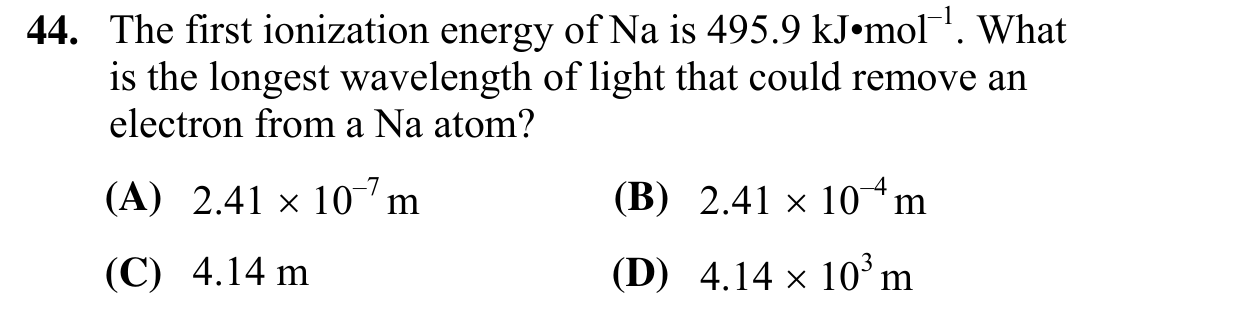 44. The first ionization energy of Na is 495.9 kJ•mol⁻¹. What
is the longest wavelength of light that could remove an
electron from a Na atom?
(A) 2.41 × 10⁻⁷ m (B) 2.41 × 10⁻⁴ m
(C) 4.14 m (D) 4.14 × 10³ m